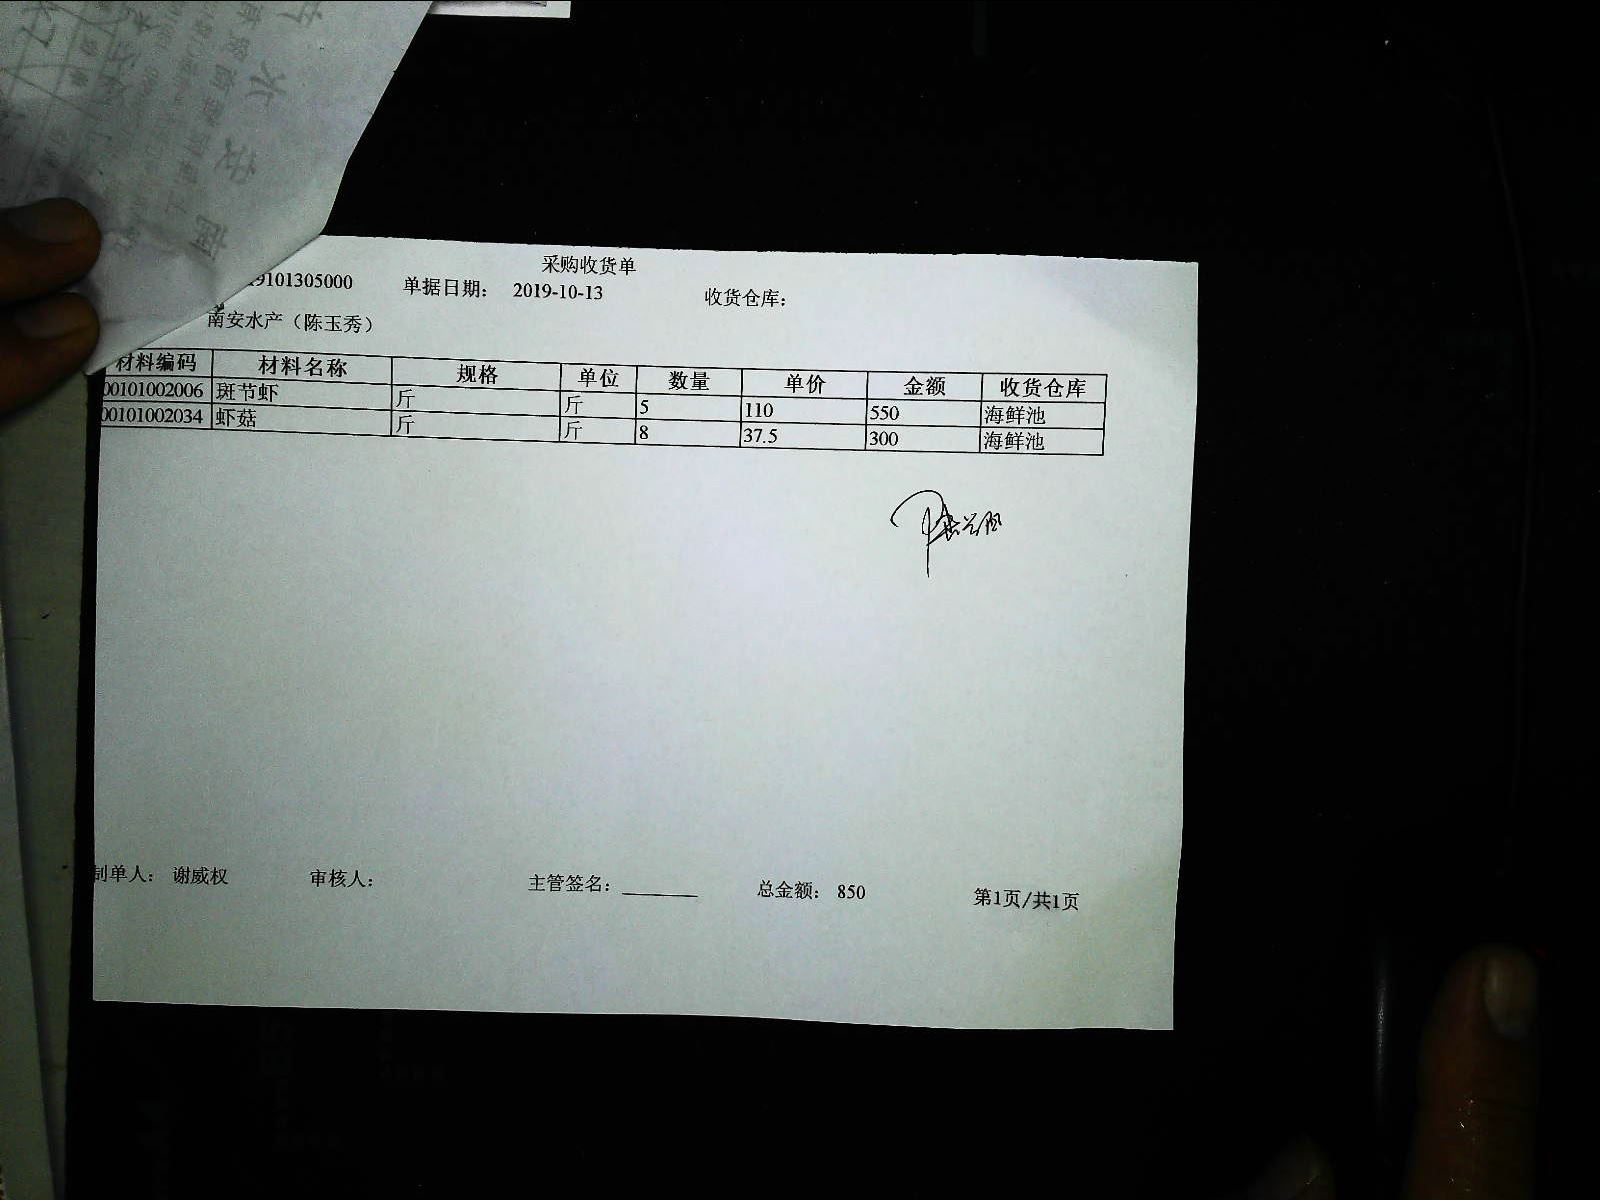 采购收货单
9101305000 单据日期： 2019-10-13 收货仓库：
南安水产（陈玉秀）
材料编码 材料名称 规格 单位 数量 单价 金额 收货仓库
00101002006 斑节虾 斤 斤 5 110 550 海鲜池
00101002034 虾菇 斤 斤 8 37.5 300 海鲜池
制单人： 谢威权 审核人： 主管签名： 总金额： 850 第1页/共1页